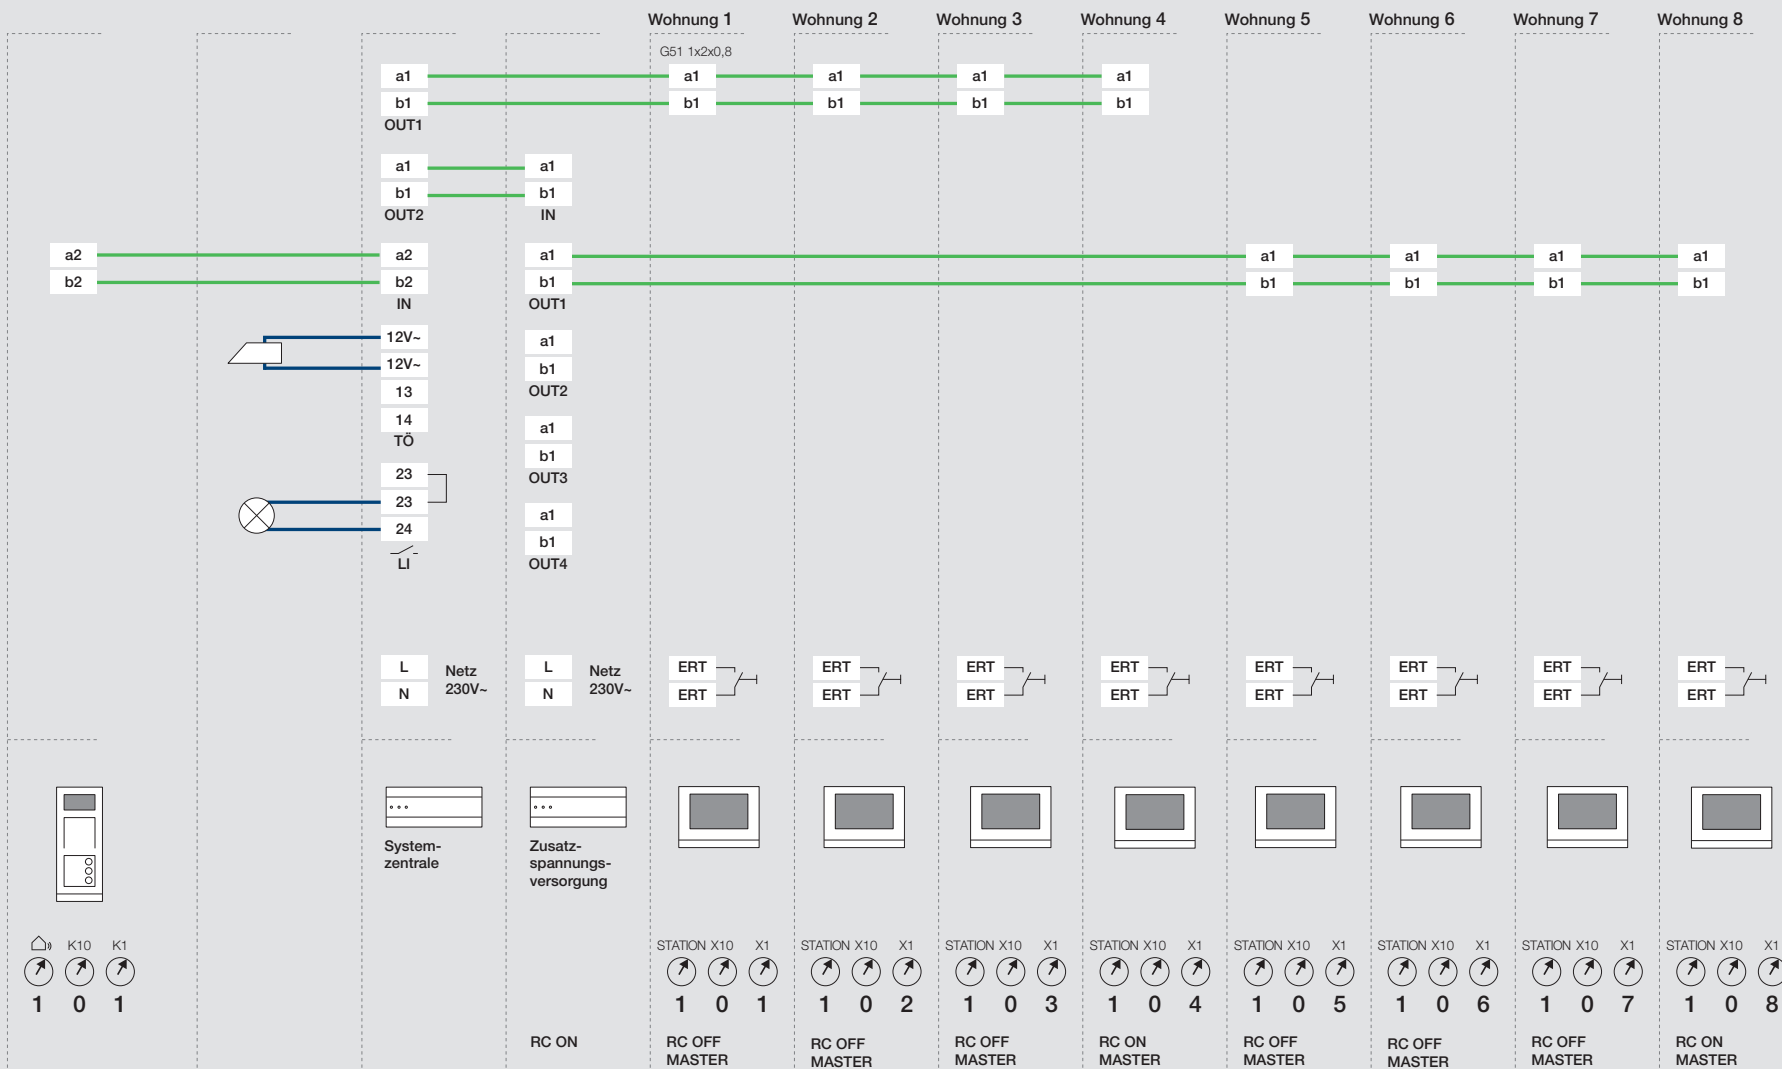 Wohnung 1 Wohnung 2 Wohnung 3 Wohnung 4 Wohnung 5 Wohnung 6 Wohnung 7 Wohnung 8
G51 1x2x0,8
a1 a1 a1 a1 a1
b1 b1 b1 b1 b1
OUT1
a1 a1
b1 b1
OUT2 IN
a2 a2 a1 a1 a1 a1 a1
b2 b2 b1 b1 b1 b1 b1
IN OUT1
12V~ a1
12V~ b1
13 OUT2
14 a1
TÖ b1
23 OUT3
23 a1
24 b1
LI OUT4
L Netz L Netz ERT ERT ERT ERT ERT ERT ERT ERT
N 230V~ N 230V~ ERT ERT ERT ERT ERT ERT ERT ERT
System- Zusatz-
zentrale spannungs-
versorgung
K10 K1 STATION X10 X1 STATION X10 X1 STATION X10 X1 STATION X10 X1 STATION X10 X1 STATION X10 X1 STATION X10 X1 STATION X10 X1
1 0 1 1 0 1 1 0 2 1 0 3 1 0 4 1 0 5 1 0 6 1 0 7 1 0 8
RC ON RC OFF RC OFF RC OFF RC ON RC OFF RC OFF RC OFF RC ON
MASTER MASTER MASTER MASTER MASTER MASTER MASTER MASTER